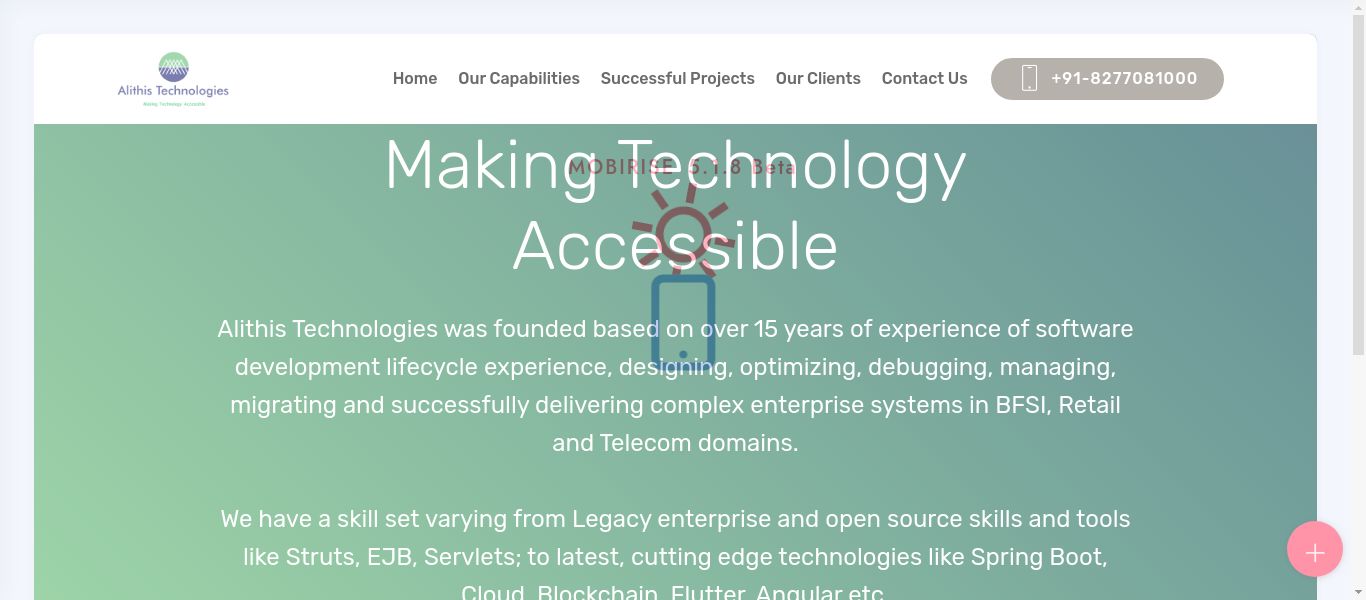 Alithis Technologies
Making Technology Accessible
Home Our Capabilities Successful Projects Our Clients Contact Us +91-8277081000
Making Technology
MOBIRISE 5.1.8 Beta
Accessible
Alithis Technologies was founded based on over 15 years of experience of software
development lifecycle experience, designing, optimizing, debugging, managing,
migrating and successfully delivering complex enterprise systems in BFSI, Retail
and Telecom domains.
We have a skill set varying from Legacy enterprise and open source skills and tools
like Struts, EJB, Servlets; to latest, cutting edge technologies like Spring Boot,
Cloud, Blockchain, Flutter, Angular etc